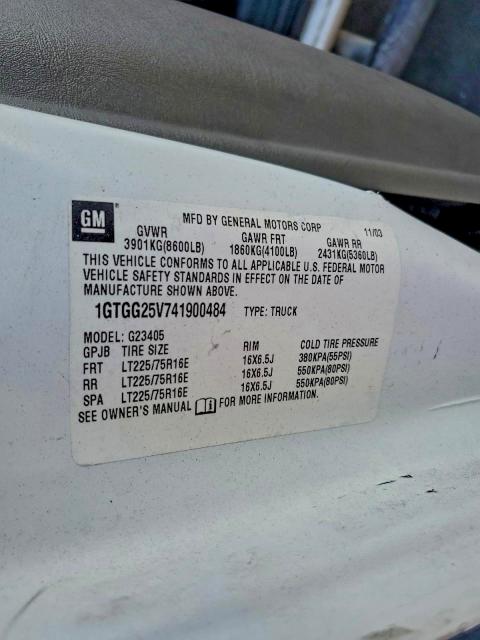 GM
MFD BY GENERAL MOTORS CORP 11/03
GVWR GAWR FRT GAWR RR
3901KG(8600LB) 1860KG(4100LB) 2431KG(5360LB)
THIS VEHICLE CONFORMS TO ALL APPLICABLE U.S. FEDERAL MOTOR
VEHICLE SAFETY STANDARDS IN EFFECT ON THE DATE OF
MANUFACTURE SHOWN ABOVE.
1GTGG25V741900484 TYPE: TRUCK
MODEL: G23405
GPJB TIRE SIZE RIM COLD TIRE PRESSURE
FRT LT225/75R16E 16X6.5J 380KPA(55PSI)
RR LT225/75R16E 16X6.5J 550KPA(80PSI)
SPA LT225/75R16E 16X6.5J 550KPA(80PSI)
SEE OWNER'S MANUAL FOR MORE INFORMATION.